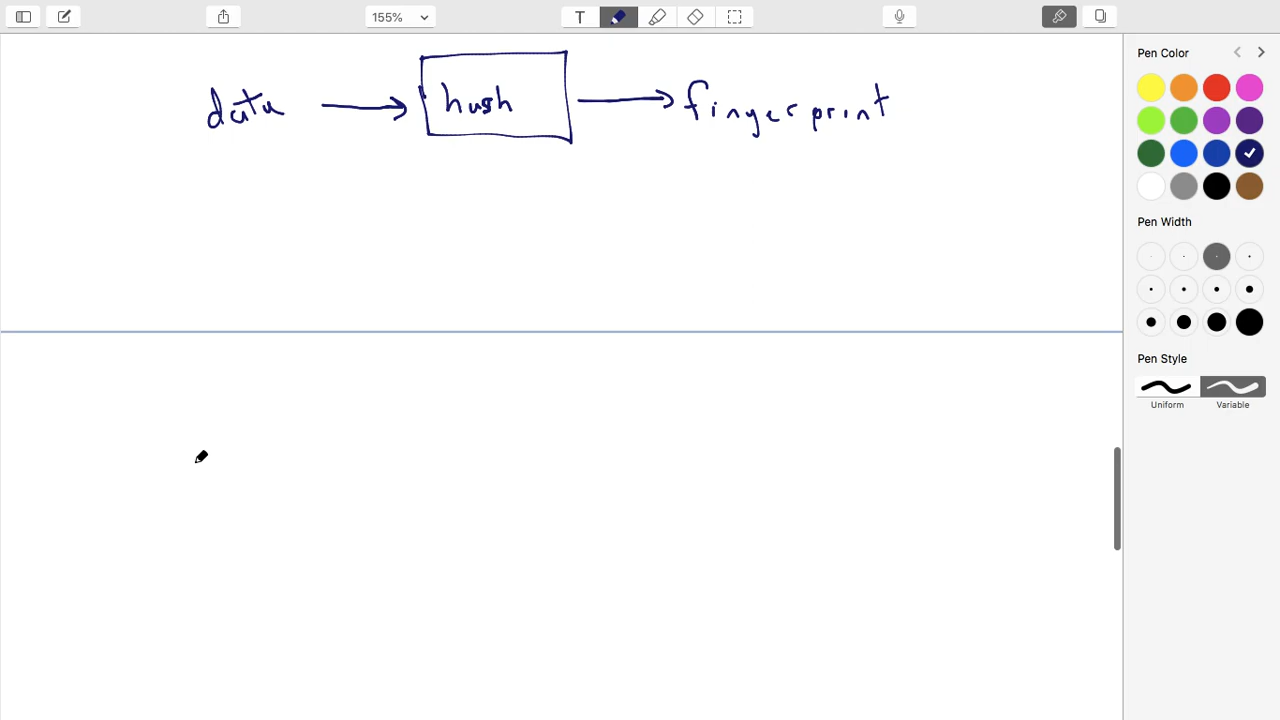 155%
T
Pen Color
data → hash → fingerprint
Pen Width
Pen Style
Uniform Variable